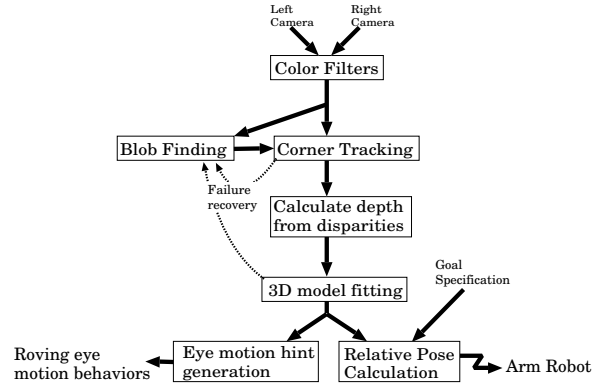 Left
Camera
Right
Camera
Color Filters
Blob Finding
Corner Tracking
Failure
recovery
Calculate depth
from disparities
Goal
Specification
3D model fitting
Roving eye
motion behaviors
Eye motion hint
generation
Relative Pose
Calculation
Arm Robot